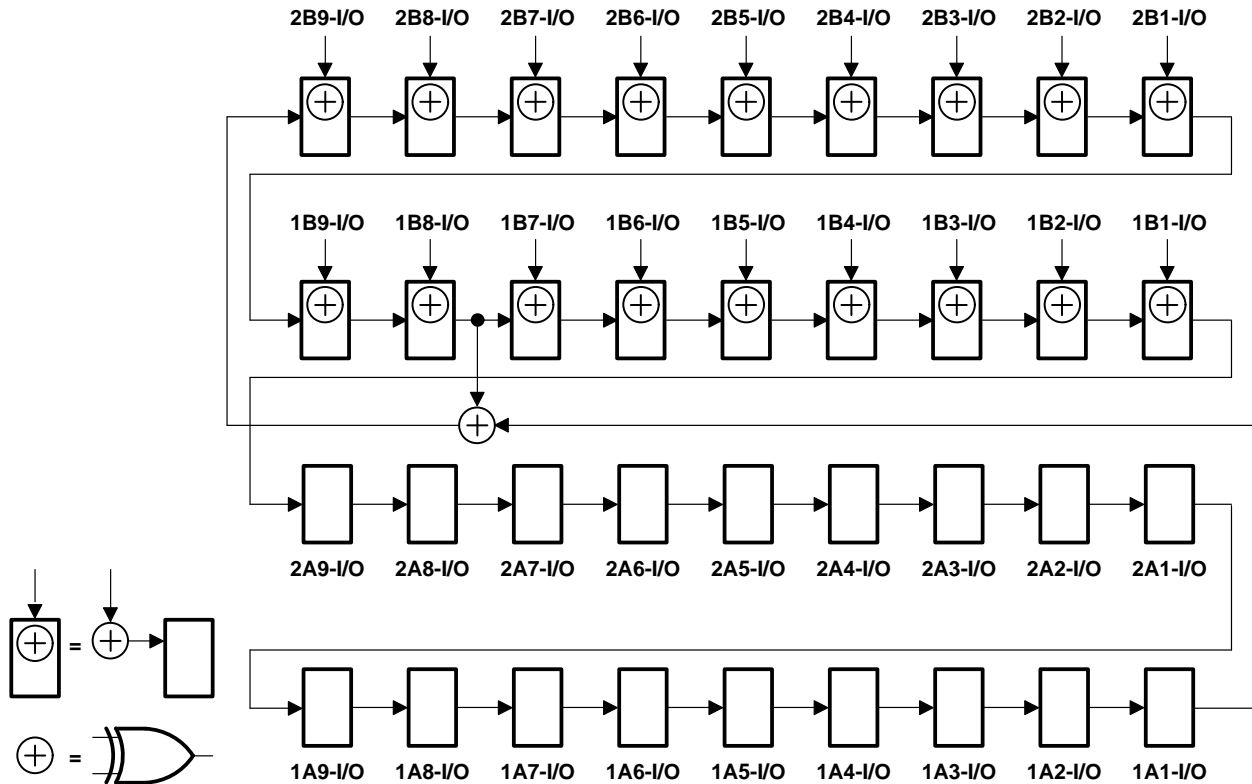 2B9-I/O 2B8-I/O 2B7-I/O 2B6-I/O 2B5-I/O 2B4-I/O 2B3-I/O 2B2-I/O 2B1-I/O
1B9-I/O 1B8-I/O 1B7-I/O 1B6-I/O 1B5-I/O 1B4-I/O 1B3-I/O 1B2-I/O 1B1-I/O
2A9-I/O 2A8-I/O 2A7-I/O 2A6-I/O 2A5-I/O 2A4-I/O 2A3-I/O 2A2-I/O 2A1-I/O
=
=
1A9-I/O 1A8-I/O 1A7-I/O 1A6-I/O 1A5-I/O 1A4-I/O 1A3-I/O 1A2-I/O 1A1-I/O